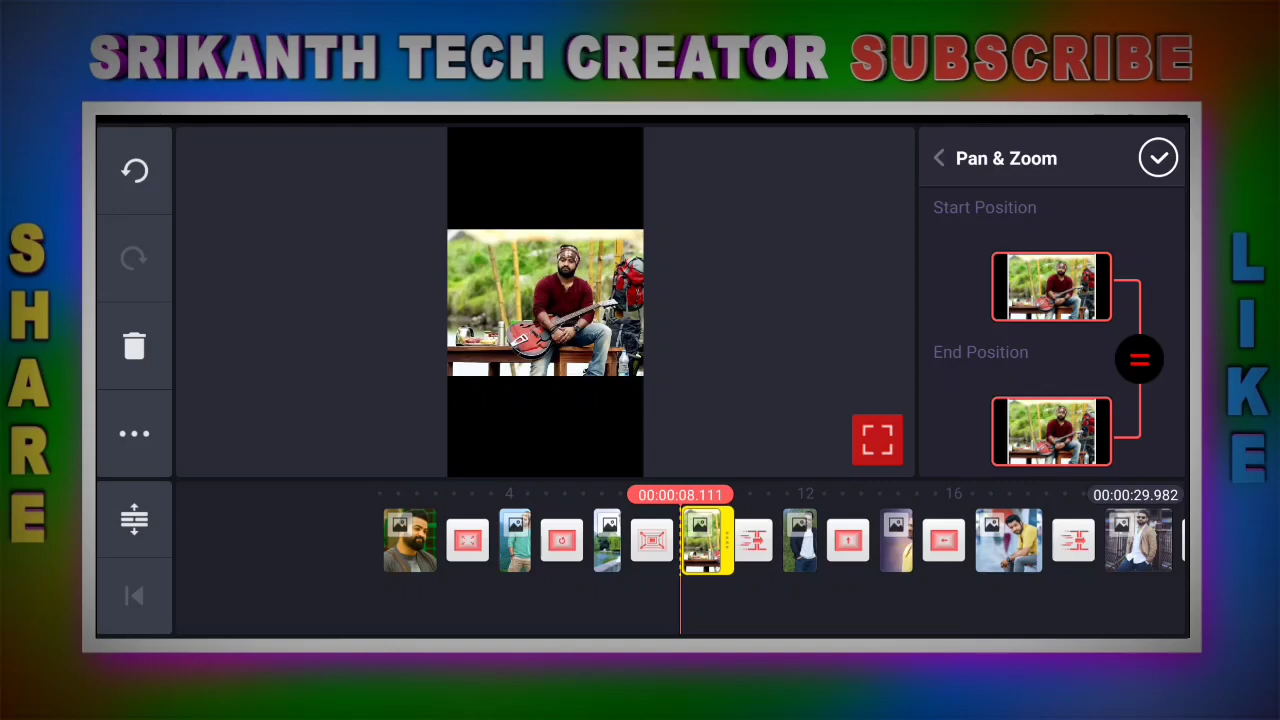 SRIKANTH TECH CREATOR SUBSCRIBE
SHARE
Pan & Zoom
Start Position
=
End Position
LIKE
4
00:00:08.111
12
16
00:00:29.982